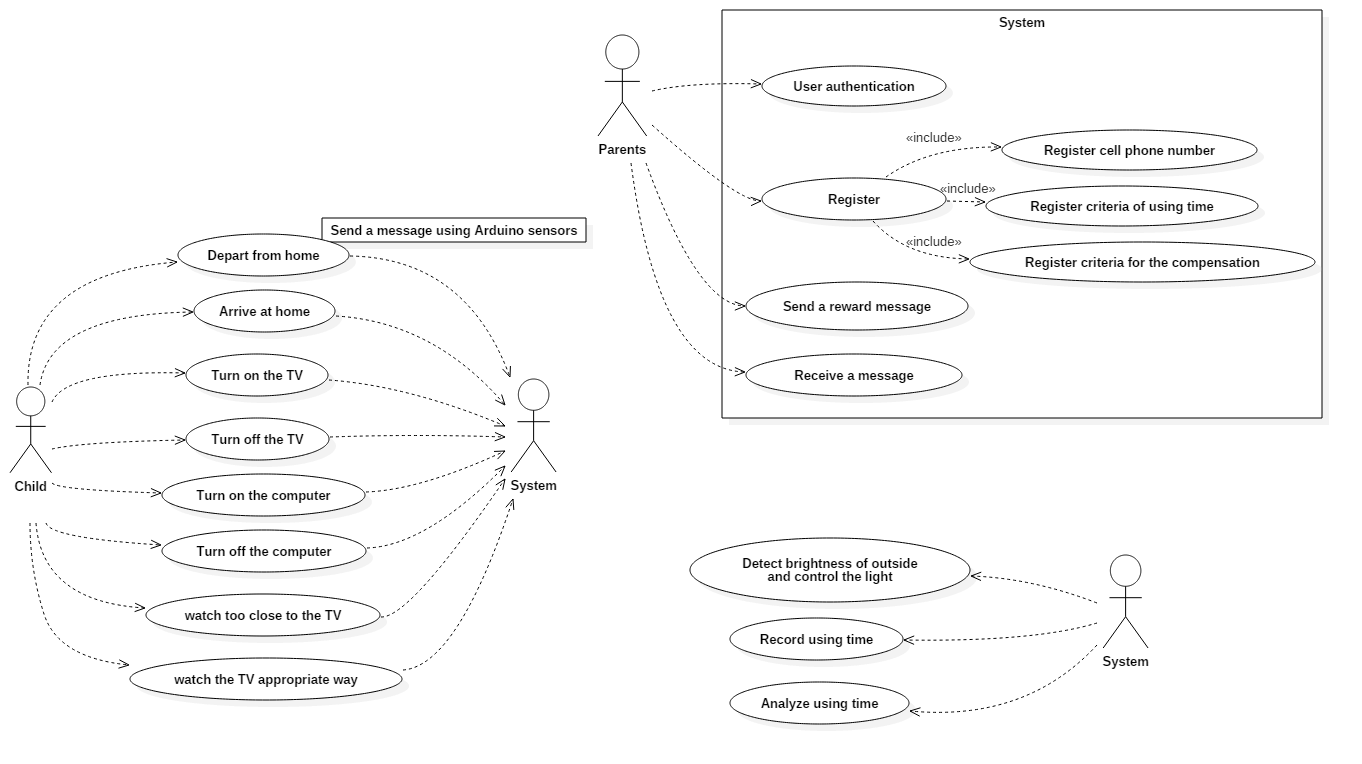 System
User authentication
Parents
«include»
Register cell phone number
Register
«include»
Register criteria of using time
«include»
Register criteria for the compensation
Send a reward message
Receive a message
Send a message using Arduino sensors
Depart from home
Arrive at home
Turn on the TV
Turn off the TV
Child
System
Turn on the computer
Turn off the computer
watch too close to the TV
watch the TV appropriate way
Detect brightness of outside
and control the light
Record using time
System
Analyze using time